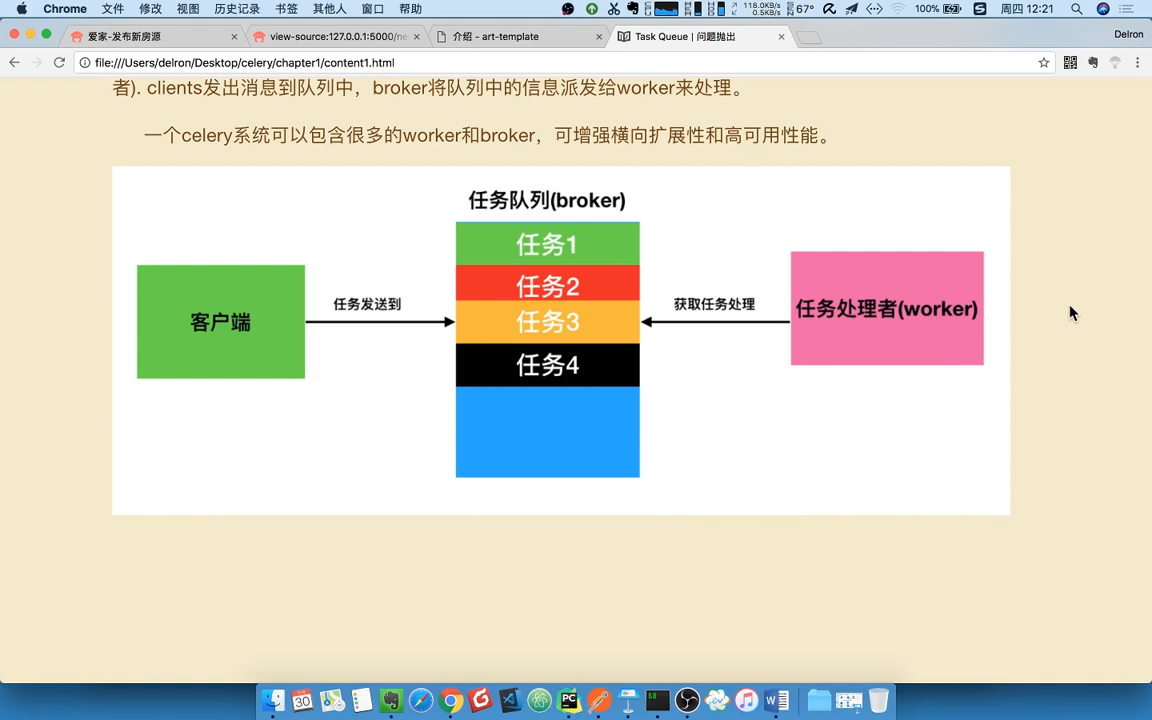 Chrome 文件 修改 视图 历史记录 书签 其他人 窗口 帮助
118.0KB/s
0.5KB/s
67° 100% 周四 12:21
爱家-发布新房源 view-source:127.0.0.1:5000/ne 介绍 - art-template Task Queue | 问题抛出 Delron
file:///Users/delron/Desktop/celery/chapter1/content1.html
者). clients发出消息到队列中，broker将队列中的信息派发给worker来处理。
一个celery系统可以包含很多的worker和broker，可增强横向扩展性和高可用性能。
任务队列(broker)
任务1
任务2
任务3
任务4
客户端
任务发送到
获取任务处理
任务处理者(worker)